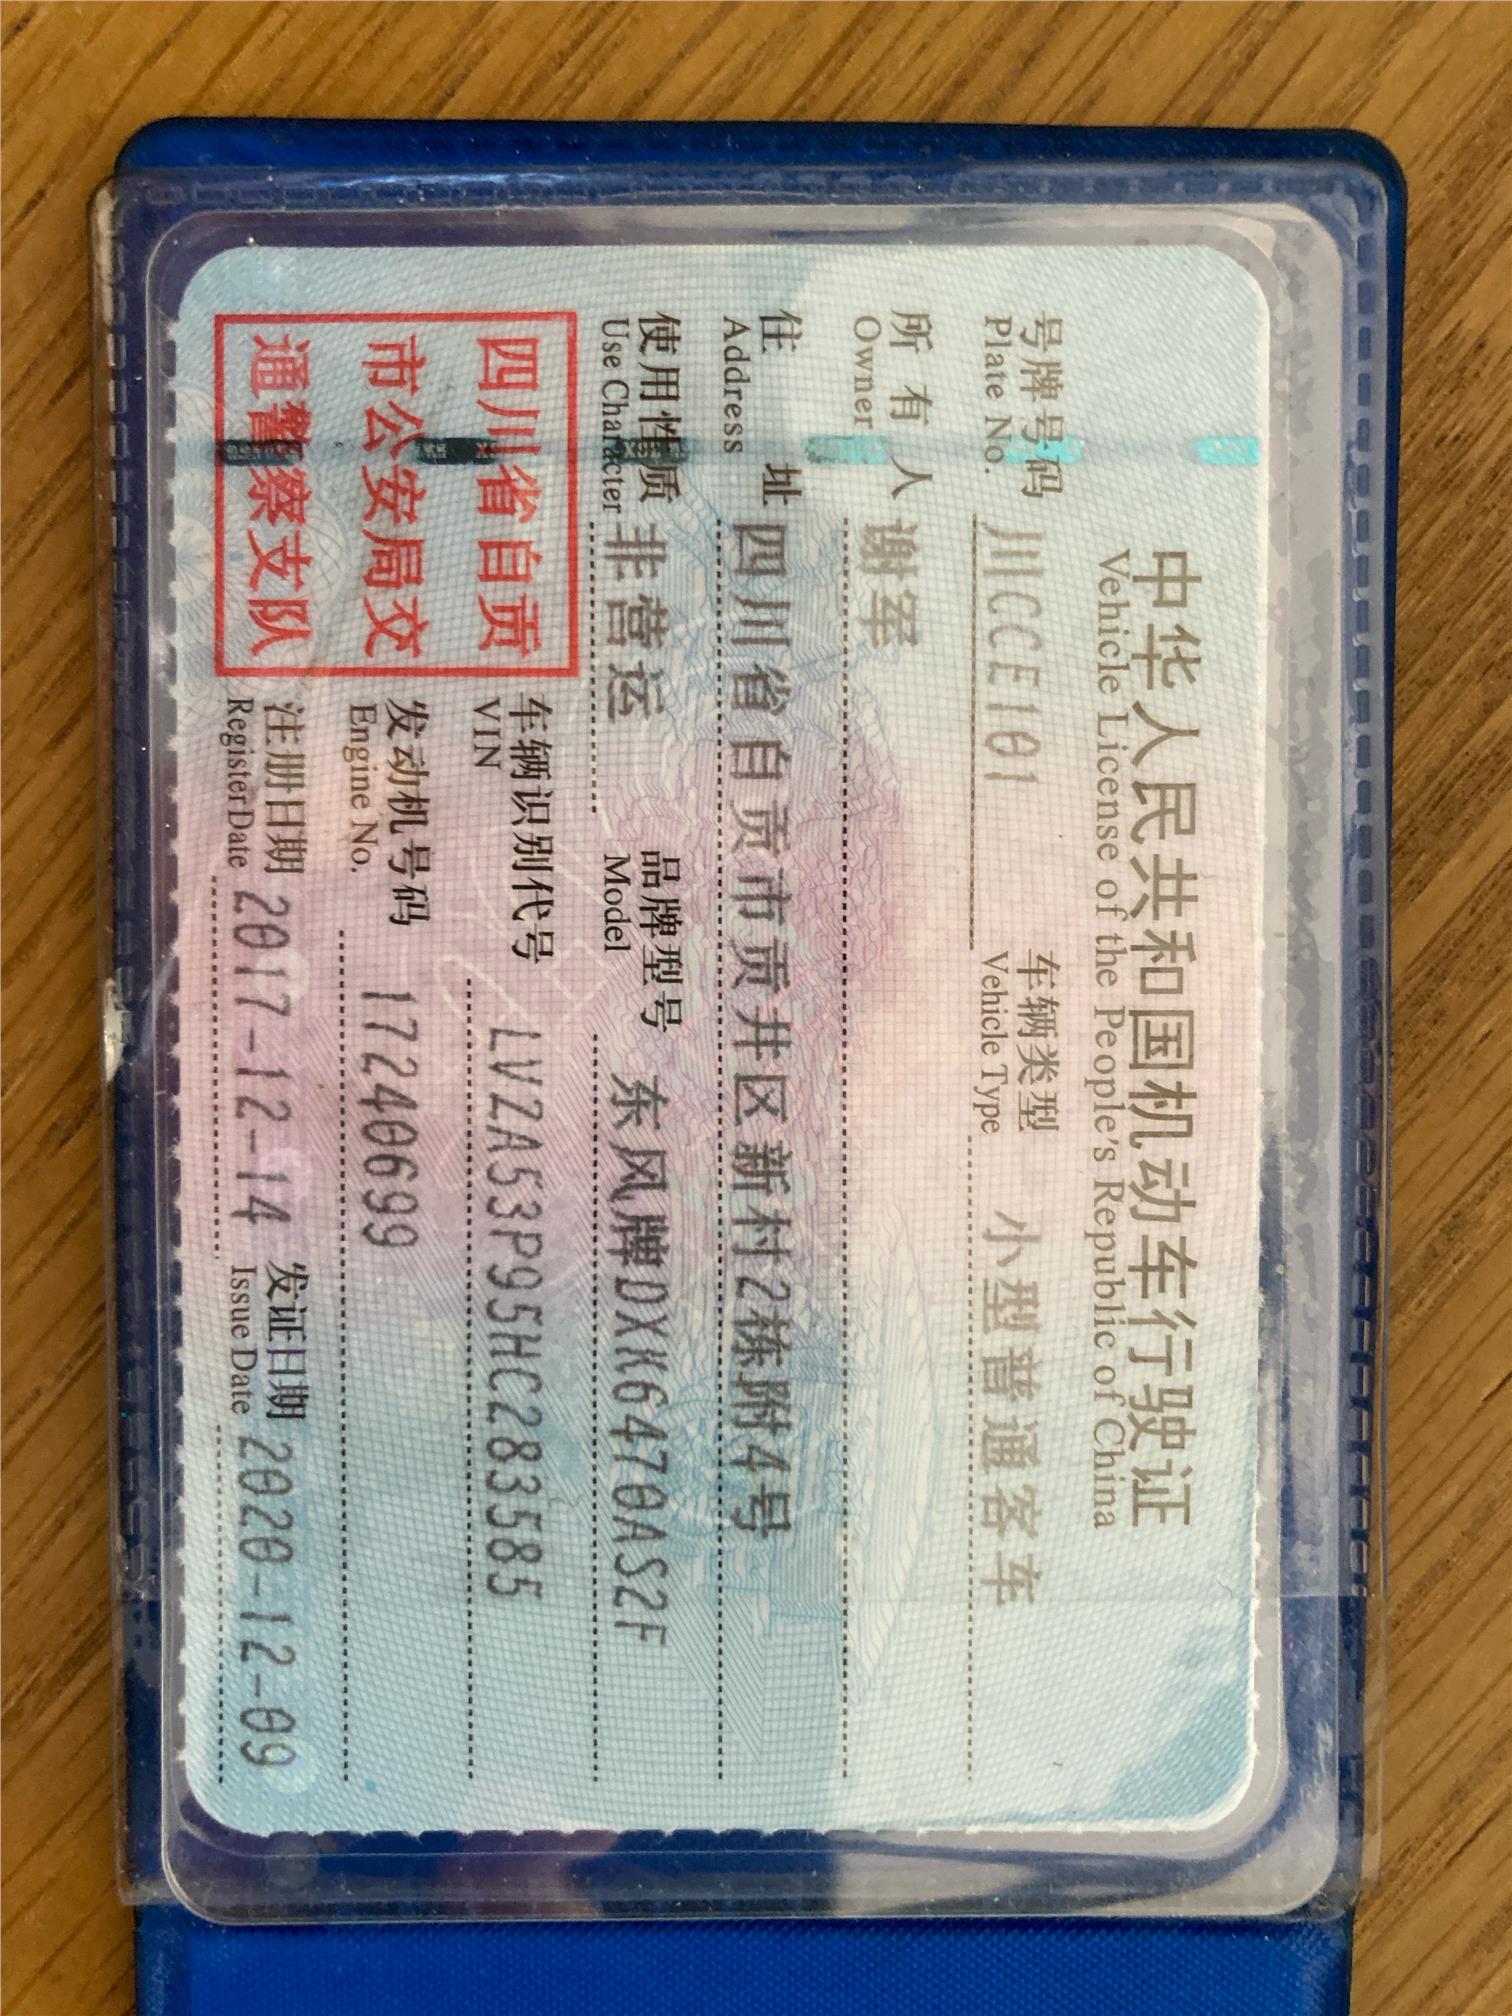 中华人民共和国机动车行驶证
Vehicle License of the People's Republic of China
号牌号码 川CCE101 车辆类型 小型普通客车
Plate No. Vehicle Type
所有人 谢军
Owner
住址 四川省自贡市贡井区新村2栋附4号
Address
使用性质 非营运 品牌型号 东风牌DXK6470AS2F
Use Character Model
四川省自贡
市公安局交
通警察支队
车辆识别代号 LVZA53P95HC283585
VIN
发动机号码 17240699
Engine No.
注册日期 2017-12-14 发证日期 2020-12-09
Register Date Issue Date